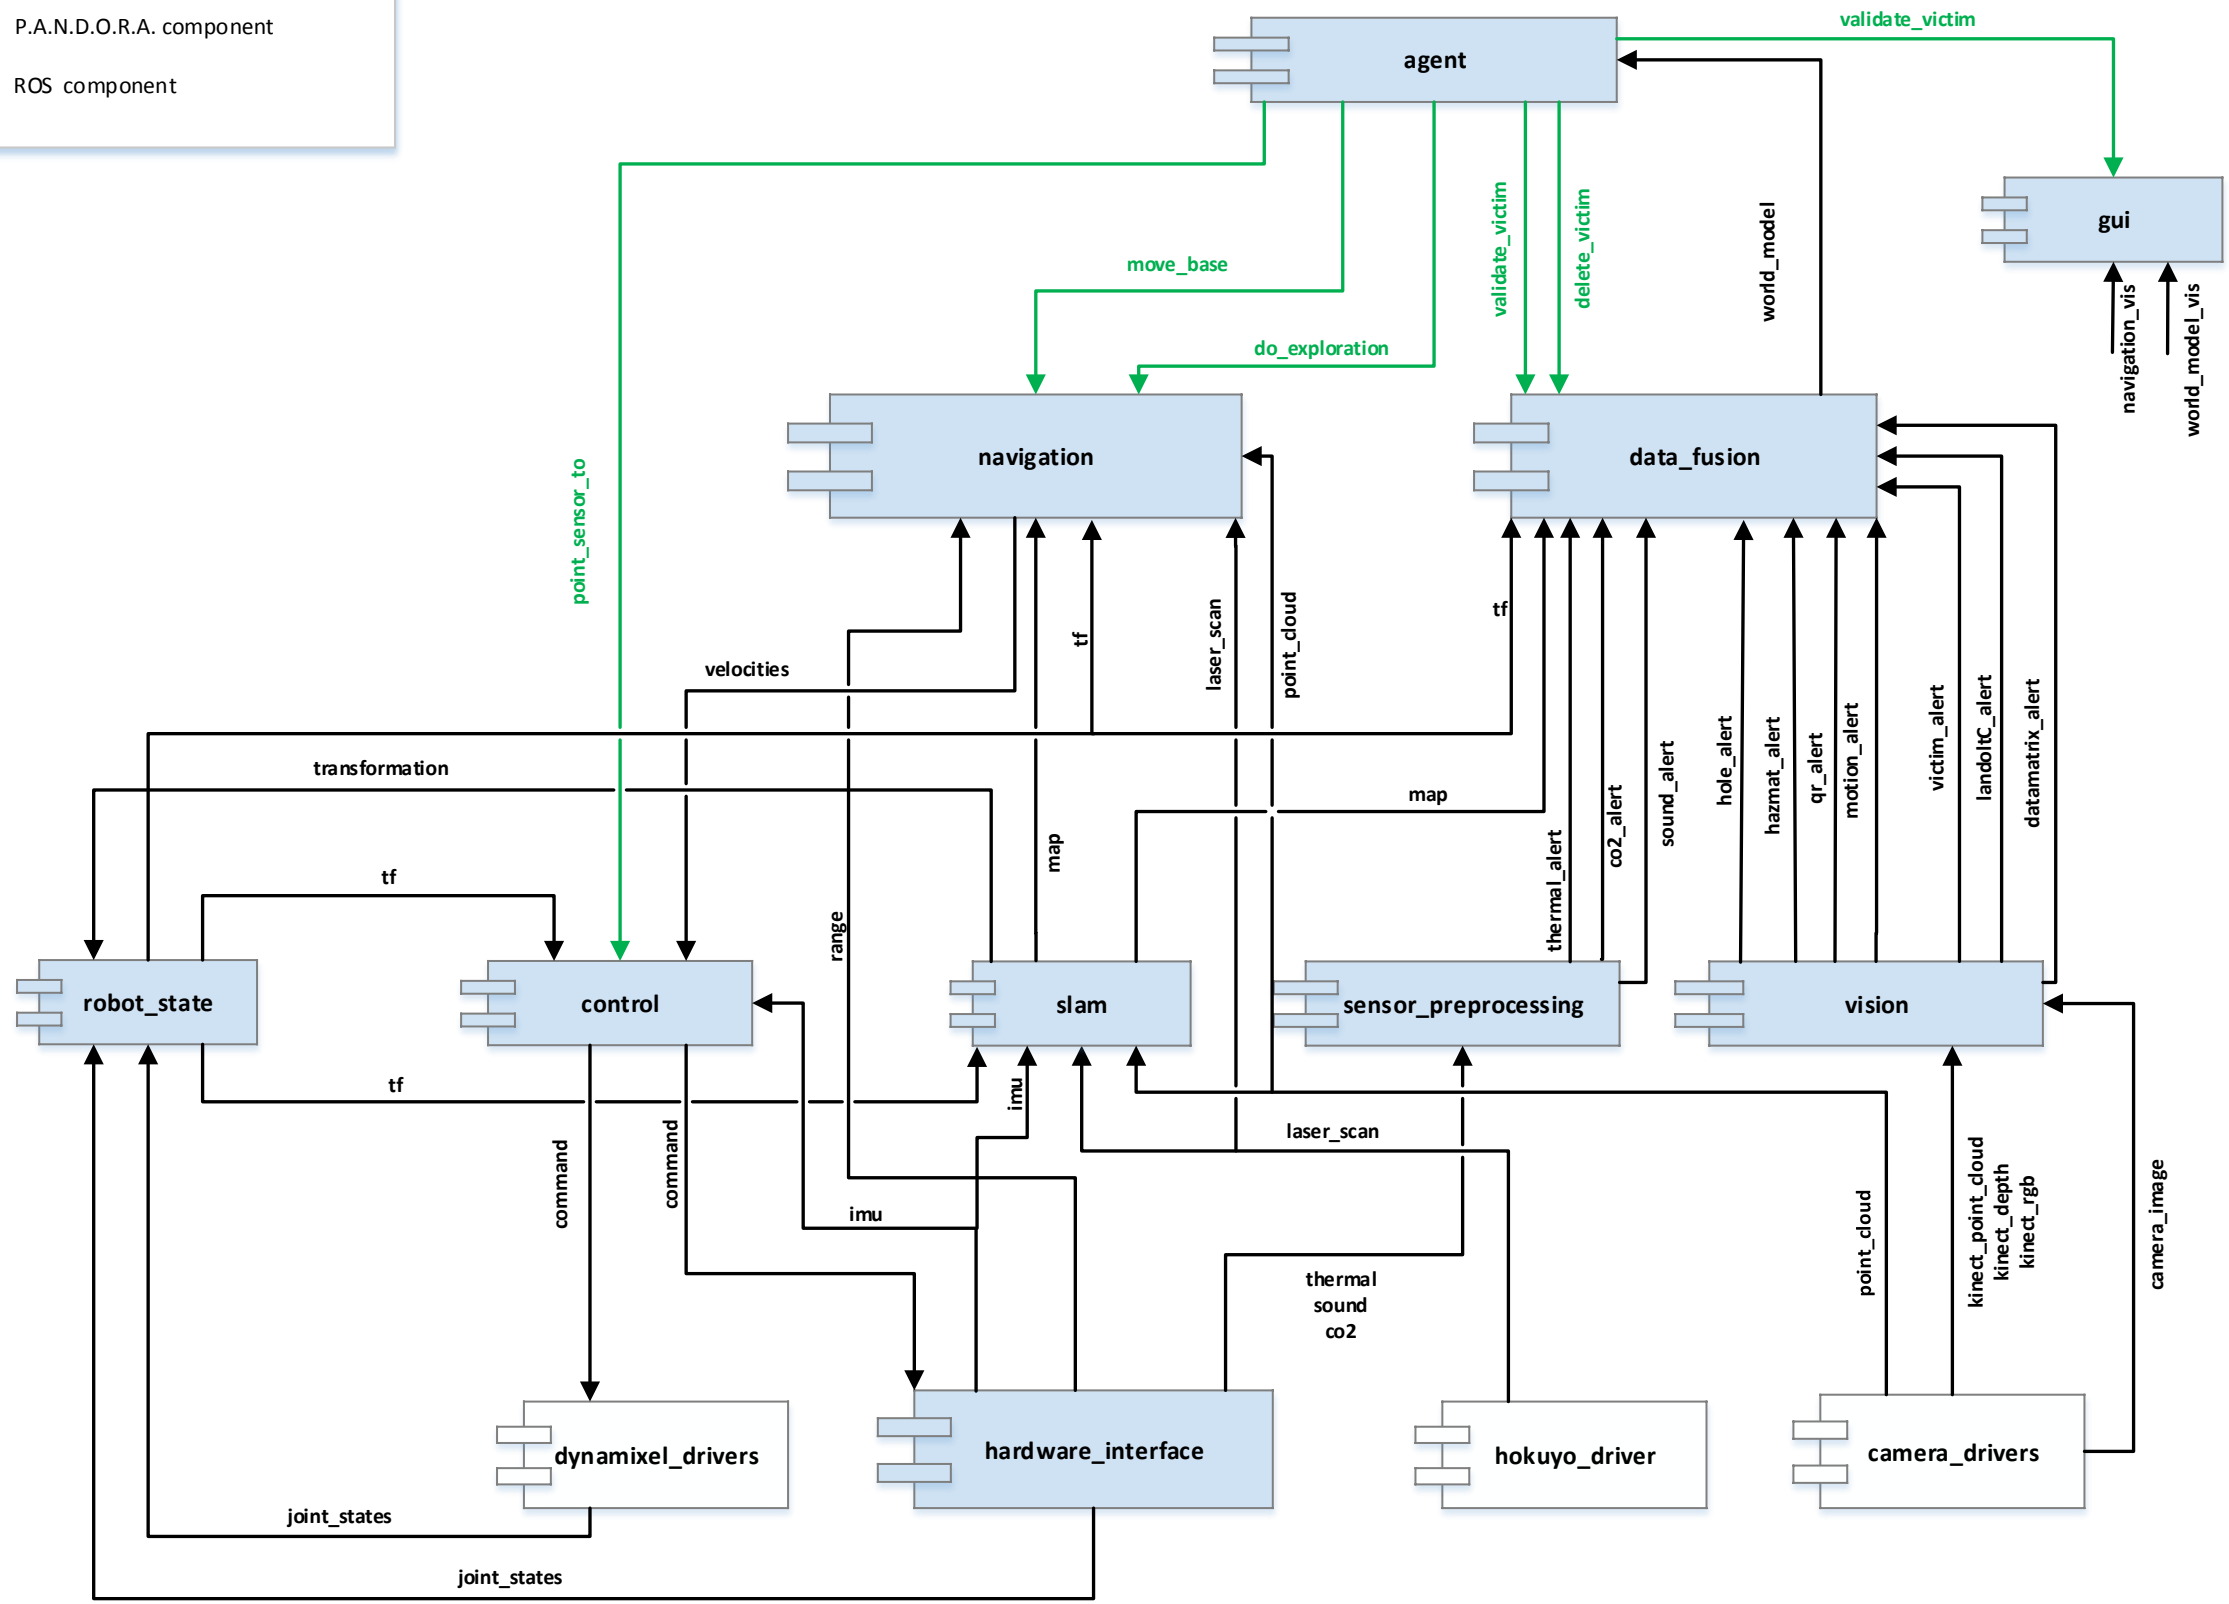 P.A.N.D.O.R.A. component
ROS component
validate_victim
agent
gui
validate_victim
delete_victim
world_model
move_base
do_exploration
navigation_vis
world_model_vis
navigation
data_fusion
point_sensor_to
tf
laser_scan
point_cloud
tf
velocities
transformation
map
map
hole_alert
hazmat_alert
qr_alert
motion_alert
victim_alert
landoltC_alert
datamatrix_alert
thermal_alert
co2_alert
sound_alert
tf
range
robot_state
control
slam
sensor_preprocessing
vision
tf
imu
laser_scan
command
command
imu
point_cloud
kinect_point_cloud
kinect_depth
kinect_rgb
camera_image
thermal
sound
co2
dynamixel_drivers
hardware_interface
hokuyo_driver
camera_drivers
joint_states
joint_states